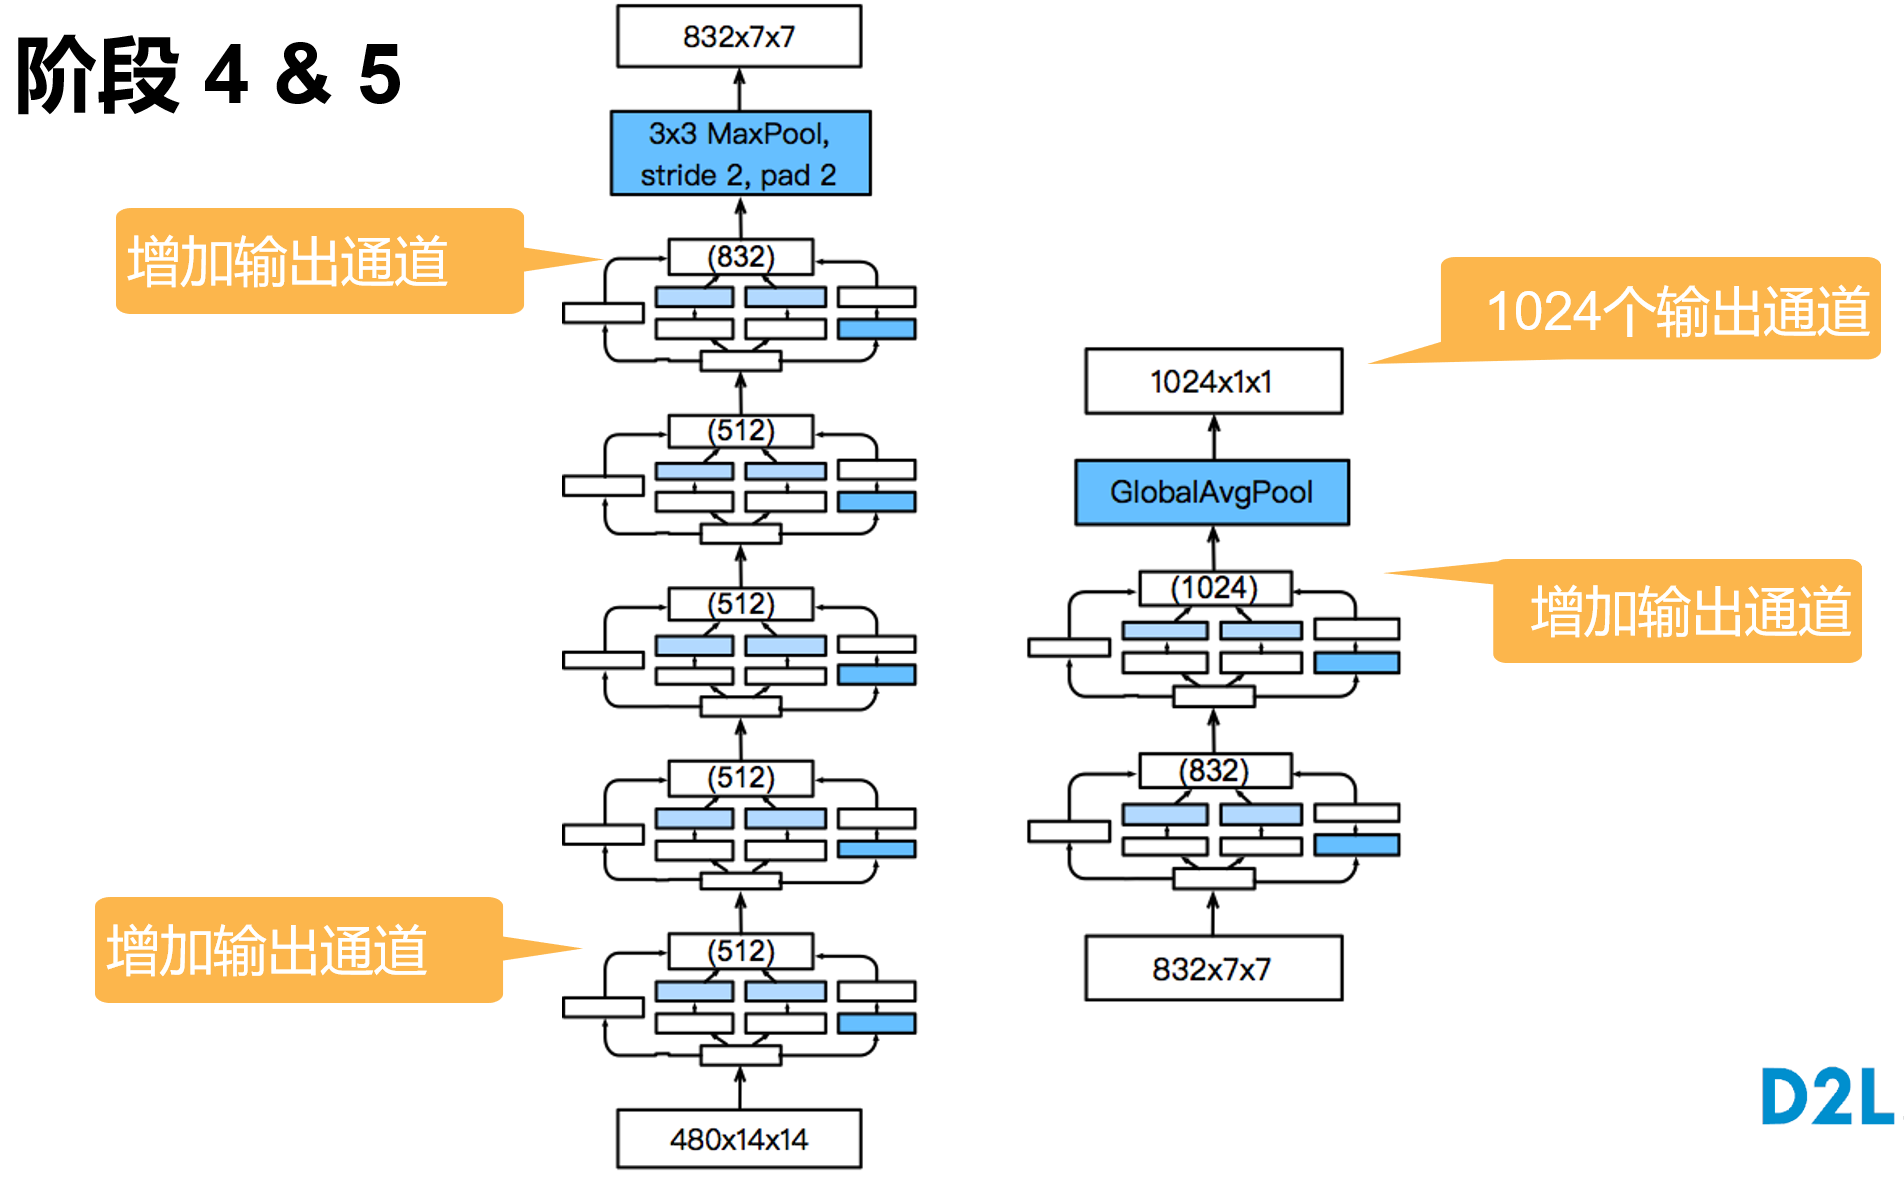 阶段 4 & 5
832x7x7
3x3 MaxPool,
stride 2, pad 2
增加输出通道
(832)
(512)
(512)
(512)
增加输出通道
(512)
480x14x14
1024个输出通道
1024x1x1
GlobalAvgPool
增加输出通道
(1024)
(832)
832x7x7
D2L